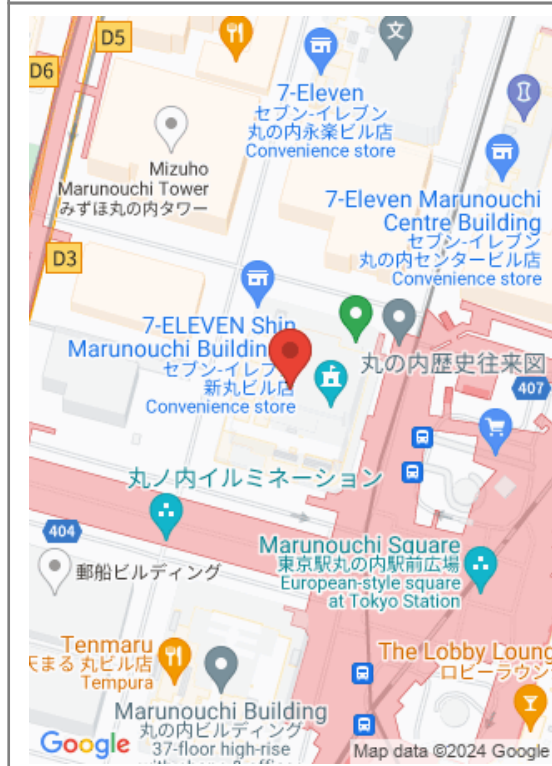 D5
D6
文
7-Eleven
セブン-イレブン
丸の内永楽ビル店
Convenience store
Mizuho
Marunouchi Tower
みずほ丸の内タワー
7-Eleven Marunouchi
Centre Building
セブン-イレブン
丸の内センタービル店
Convenience store
D3
7-ELEVEN Shin
Marunouchi Building
セブン-イレブン
新丸ビル店
Convenience store
丸の内歴史往来図
407
丸ノ内イルミネーション
404
郵船ビルディング
Marunouchi Square
東京駅丸の内駅前広場
European-style square
at Tokyo Station
Tenmaru
天まる 丸ビル店
Tempura
The Lobby Loung
ロビーラウン
Marunouchi Building
丸の内ビルディング
37-floor high-rise
Google
Map data ©2024 Google